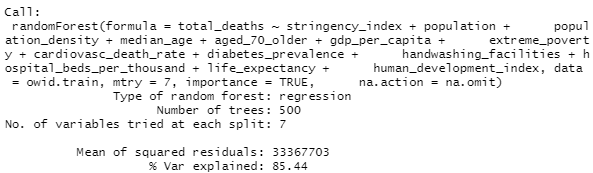 Call:
 randomForest(formula = total_deaths ~ stringency_index + population +      popul
ation_density + median_age + aged_70_older + gdp_per_capita +      extreme_povert
y + cardiovasc_death_rate + diabetes_prevalence +      handwashing_facilities + h
ospital_beds_per_thousand + life_expectancy +      human_development_index, data
 = owid.train, mtry = 7, importance = TRUE,      na.action = na.omit)
               Type of random forest: regression
                     Number of trees: 500
No. of variables tried at each split: 7

          Mean of squared residuals: 33367703
                    % Var explained: 85.44